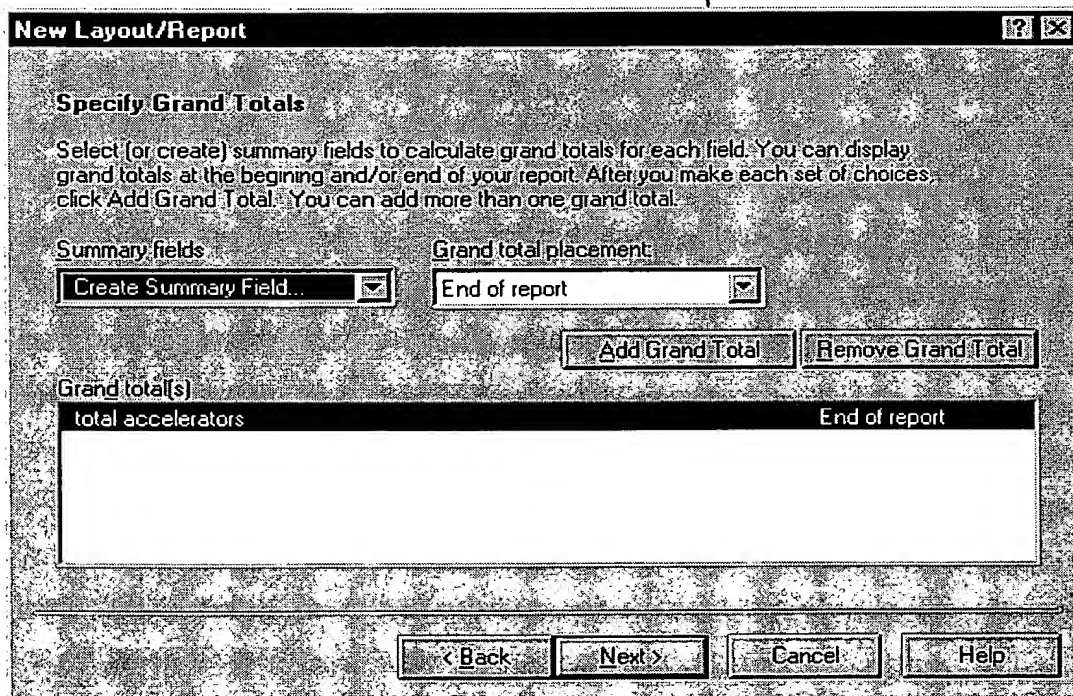 New Layout/Report
Specify Grand Totals
Select (or create) summary fields to calculate grand totals for each field. You can display
grand totals at the begining and/or end of your report. After you make each set of choices,
click Add Grand Total. You can add more than one grand total.
Summary fields Grand total placement:
Create Summary Field... End of report
Add Grand Total Remove Grand Total
Grand total(s)
total accelerators End of report
< Back Next > Cancel Help